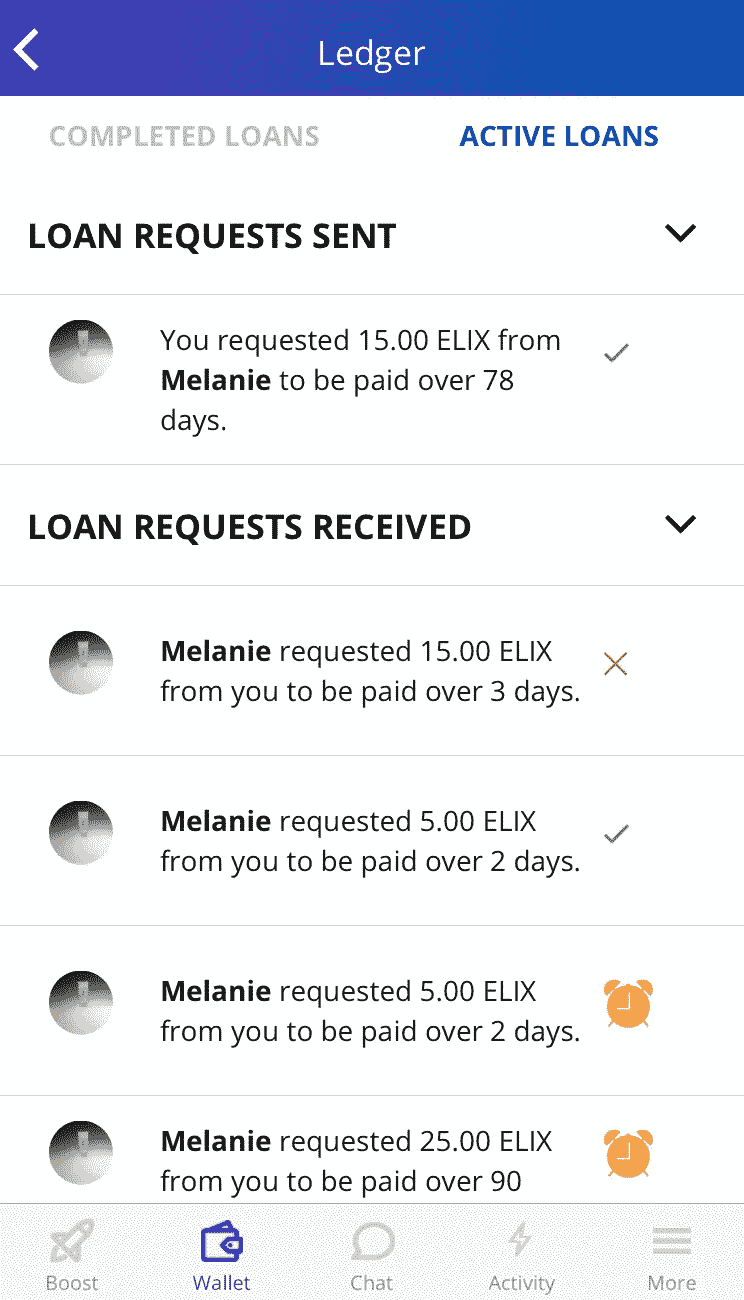 Ledger
COMPLETED LOANS
ACTIVE LOANS
LOAN REQUESTS SENT
You requested 15.00 ELIX from
Melanie to be paid over 78
days.
LOAN REQUESTS RECEIVED
Melanie requested 15.00 ELIX
from you to be paid over 3 days.
Melanie requested 5.00 ELIX
from you to be paid over 2 days.
Melanie requested 5.00 ELIX
from you to be paid over 2 days.
Melanie requested 25.00 ELIX
from you to be paid over 90
Boost
Wallet
Chat
Activity
More